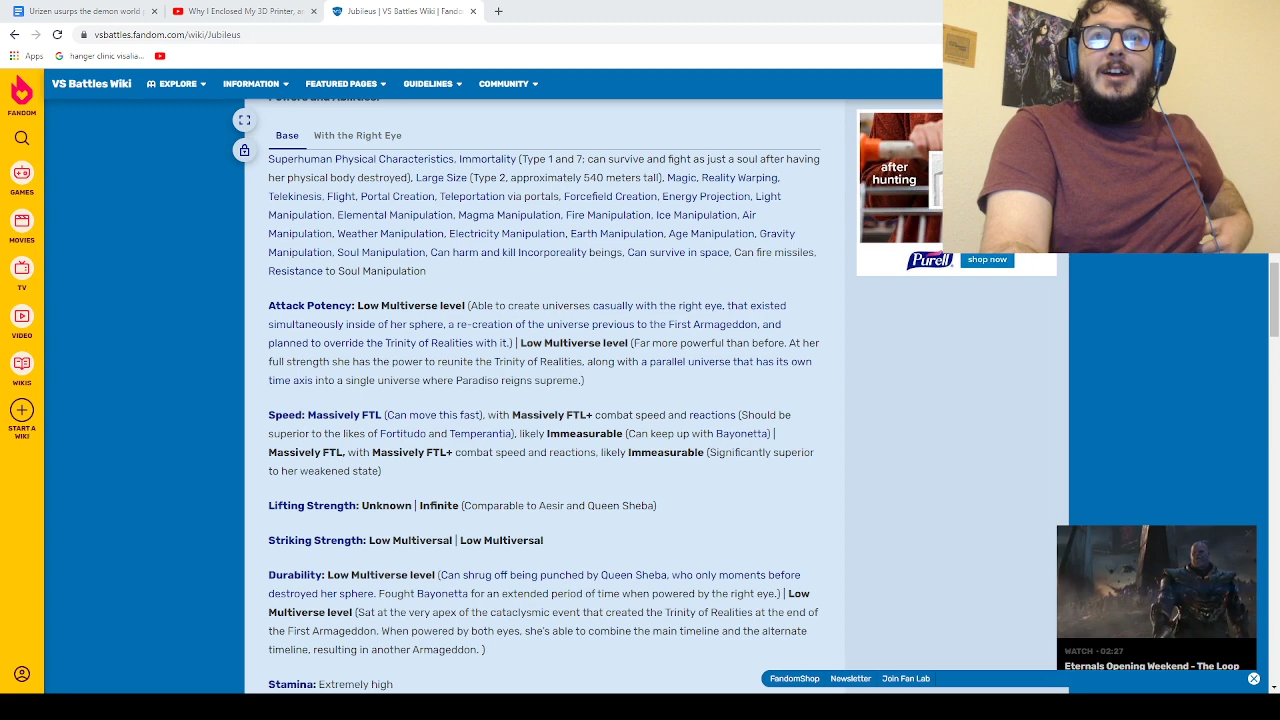 Urizen usurps the demon world
Why I Enclosed My 3D Printer, a
Jubileus | VS Battles Wiki | Fando
vsbattles.fandom.com/wiki/Jubileus
Apps
hanger clinic visalia...
FANDOM
GAMES
MOVIES
TV
VIDEO
WIKIS
START A WIKI
VS Battles Wiki
EXPLORE
INFORMATION
FEATURED PAGES
GUIDELINES
COMMUNITY
Powers and Abilities:
Base
With the Right Eye
Superhuman Physical Characteristics, Immortality (Type 1 and 7; can survive and fight as just a soul after having
her physical body destroyed), Large Size (Type 2, approximately 540 meters tall), Magic, Reality Warping,
Telekinesis, Flight, Portal Creation, Teleportation via portals, Forcefield Creation, Energy Projection, Light
Manipulation, Elemental Manipulation, Magma Manipulation, Fire Manipulation, Ice Manipulation, Air
Manipulation, Weather Manipulation, Electricity Manipulation, Earth Manipulation, Age Manipulation, Gravity
Manipulation, Soul Manipulation, Can harm and kill Incorporeality beings, Can survive in space, Can fire missiles,
Resistance to Soul Manipulation
Attack Potency: Low Multiverse level (Able to create universes casually with the right eye, that existed
simultaneously inside of her sphere, a re-creation of the universe previous to the First Armageddon, and
planned to override the Trinity of Realities with it.) | Low Multiverse level (Far more powerful than before. At her
full strength she has the power to reunite the Trinity of Realities, along with a parallel universe that has its own
time axis into a single universe where Paradiso reigns supreme.)
Speed: Massively FTL (Can move this fast), with Massively FTL+ combat speed and reactions (Should be
superior to the likes of Fortitudo and Temperantia), likely Immeasurable (Can keep up with Bayonetta) |
Massively FTL, with Massively FTL+ combat speed and reactions, likely Immeasurable (Significantly superior
to her weakened state)
Lifting Strength: Unknown | Infinite (Comparable to Aesir and Queen Sheba)
Striking Strength: Low Multiversal | Low Multiversal
Durability: Low Multiverse level (Can shrug off being punched by Queen Sheba, who only moments before
destroyed her sphere. Fought Bayonetta for an extended period of time when powered by the right eye.) | Low
Multiverse level (Sat at the very apex of the cataclysmic event that created the Trinity of Realities at the end of
the First Armageddon. When powered by both eyes, she's able to combine the main timeline and the alternate
timeline, resulting in another Armageddon. )
Stamina: Extremely high
after
hunting
Purell
shop now
WATCH • 02:27
Eternals Opening Weekend - The Loop
FandomShop
Newsletter
Join Fan Lab